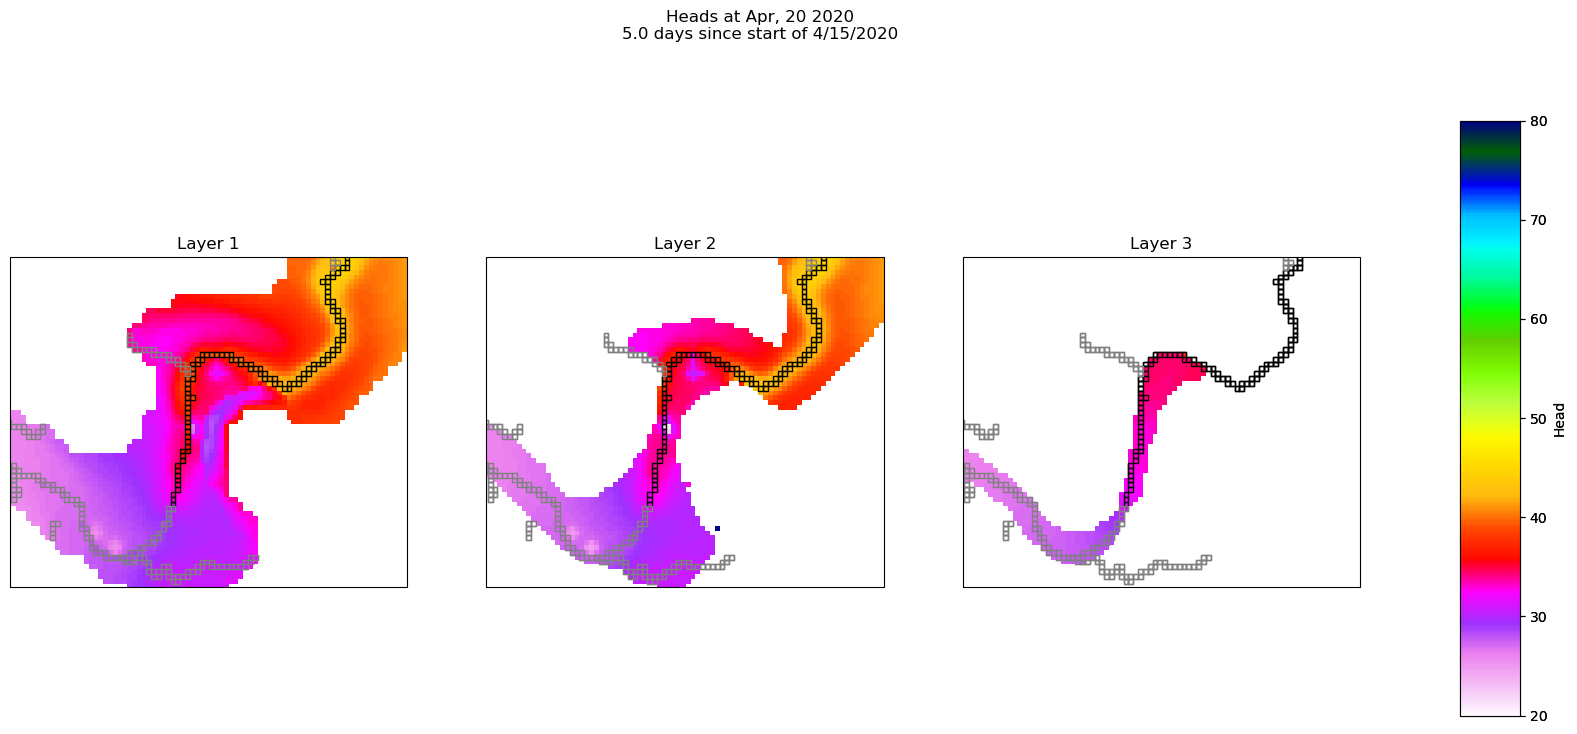 Heads at Apr, 20 2020
5.0 days since start of 4/15/2020
Layer 1
Layer 2
Layer 3
80
70
60
50
40
30
20
Head